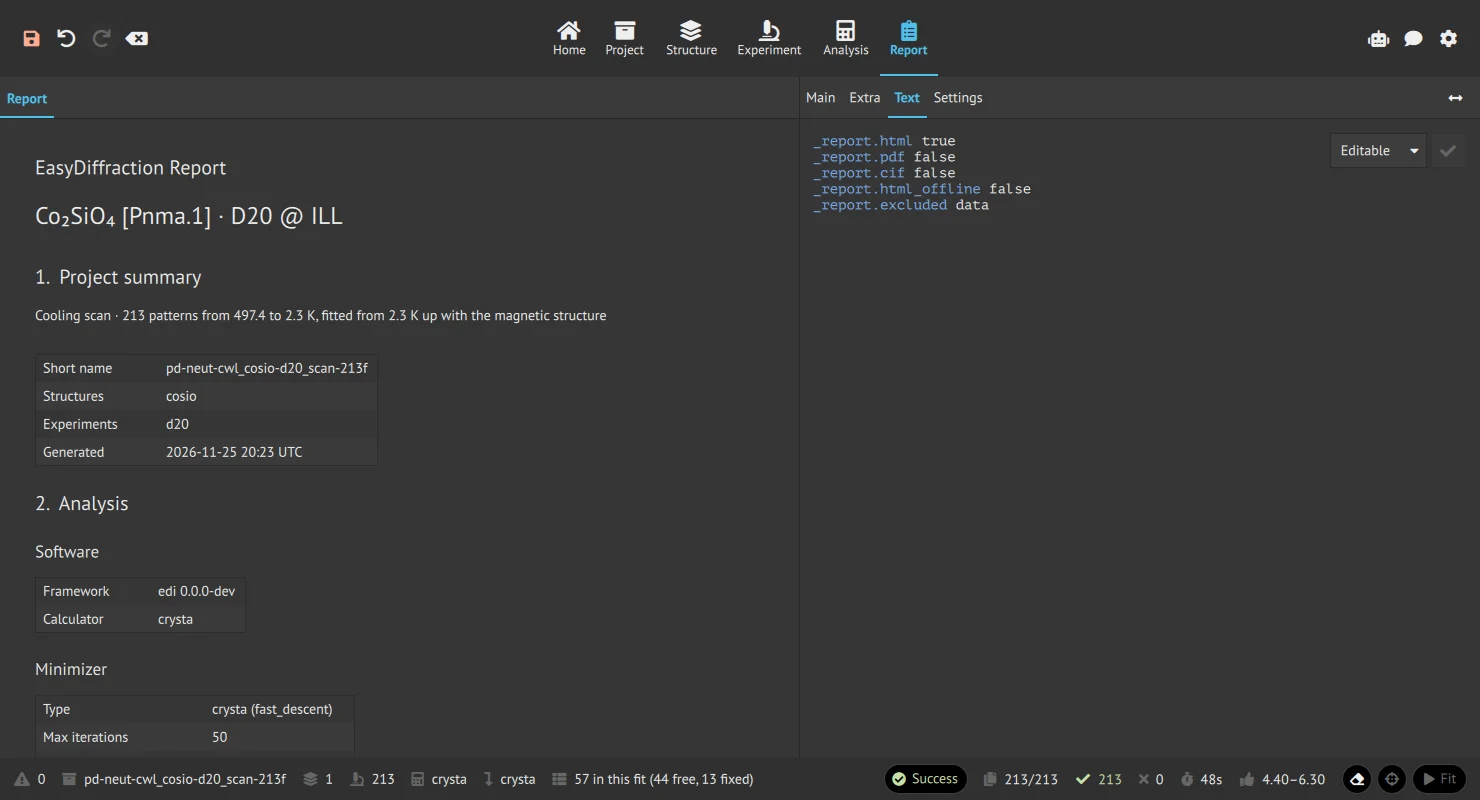 Home Project Structure Experiment Analysis Report
Report
Main Extra Text Settings
EasyDiffraction Report
Co₂SiO₄ [Pnma.1] · D20 @ ILL
1. Project summary
Cooling scan · 213 patterns from 497.4 to 2.3 K, fitted from 2.3 K up with the magnetic structure
Short name pd-neut-cwl_cosio-d20_scan-213f
Structures cosio
Experiments d20
Generated 2026-11-25 20:23 UTC
2. Analysis
Software
Framework edi 0.0.0-dev
Calculator crysta
Minimizer
Type crysta (fast_descent)
Max iterations 50
_report.html true
_report.pdf false
_report.cif false
_report.html_offline false
_report.excluded data
Editable
0 pd-neut-cwl_cosio-d20_scan-213f 1 213 crysta crysta 57 in this fit (44 free, 13 fixed) Success 213/213 213 0 48s 4.40–6.30 Fit